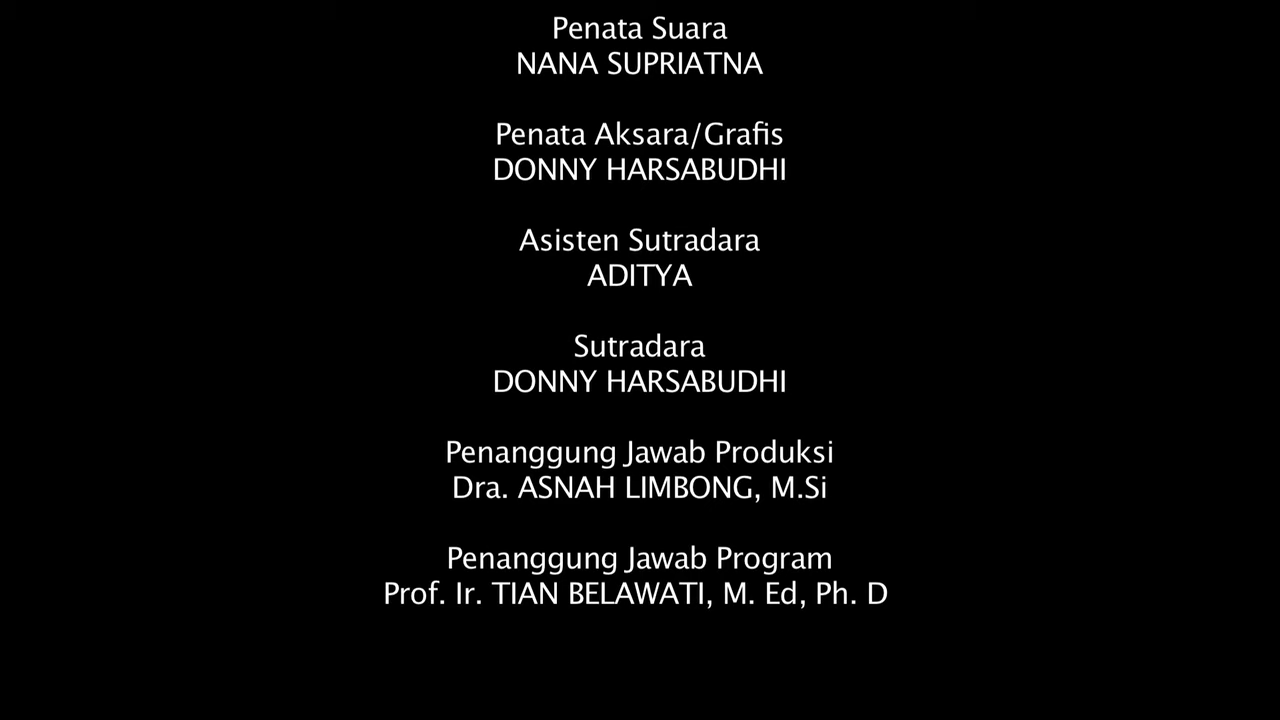 Penata Suara
NANA SUPRIATNA
Penata Aksara/Grafis
DONNY HARSABUDHI
Asisten Sutradara
ADITYA
Sutradara
DONNY HARSABUDHI
Penanggung Jawab Produksi
Dra. ASNAH LIMBONG, M.Si
Penanggung Jawab Program
Prof. Ir. TIAN BELAWATI, M. Ed, Ph. D